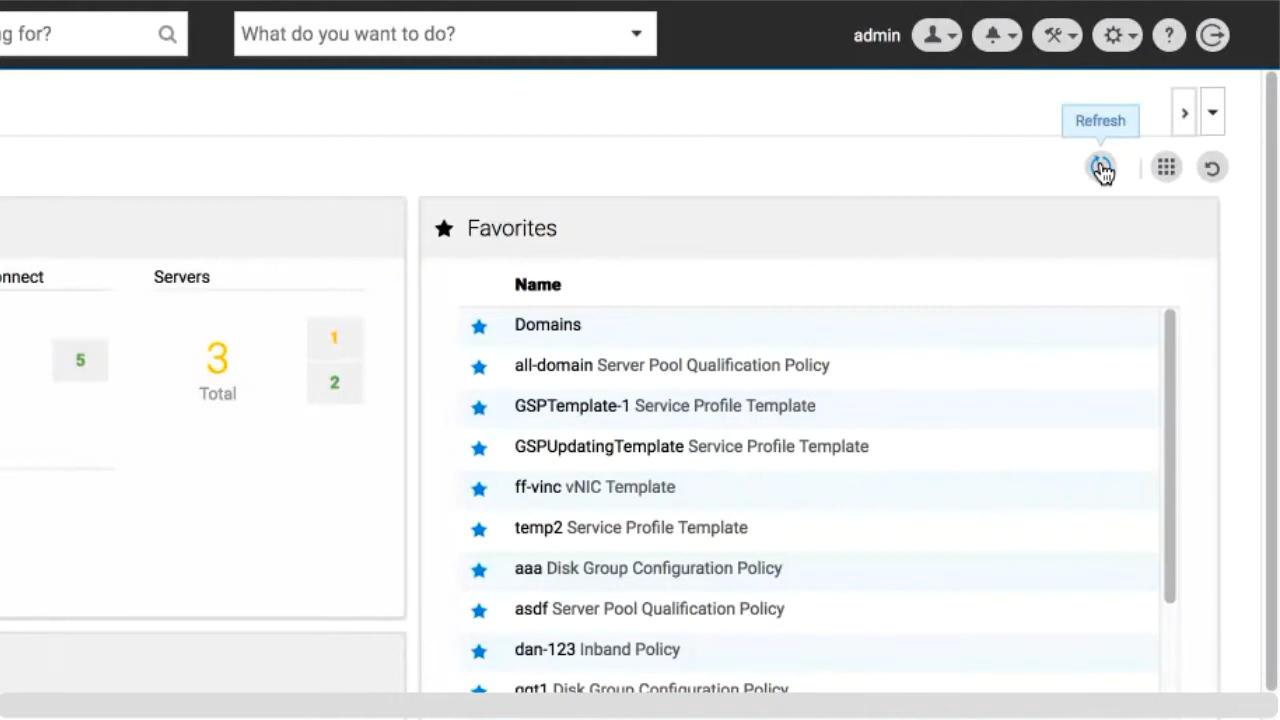 g for?
What do you want to do?
admin
?
Refresh
Favorites
onnect
Servers
Name
5
3
Total
1
2
Domains
all-domain Server Pool Qualification Policy
GSPTemplate-1 Service Profile Template
GSPUpdatingTemplate Service Profile Template
ff-vinc vNIC Template
temp2 Service Profile Template
aaa Disk Group Configuration Policy
asdf Server Pool Qualification Policy
dan-123 Inband Policy
Disk Group Configuration Policy